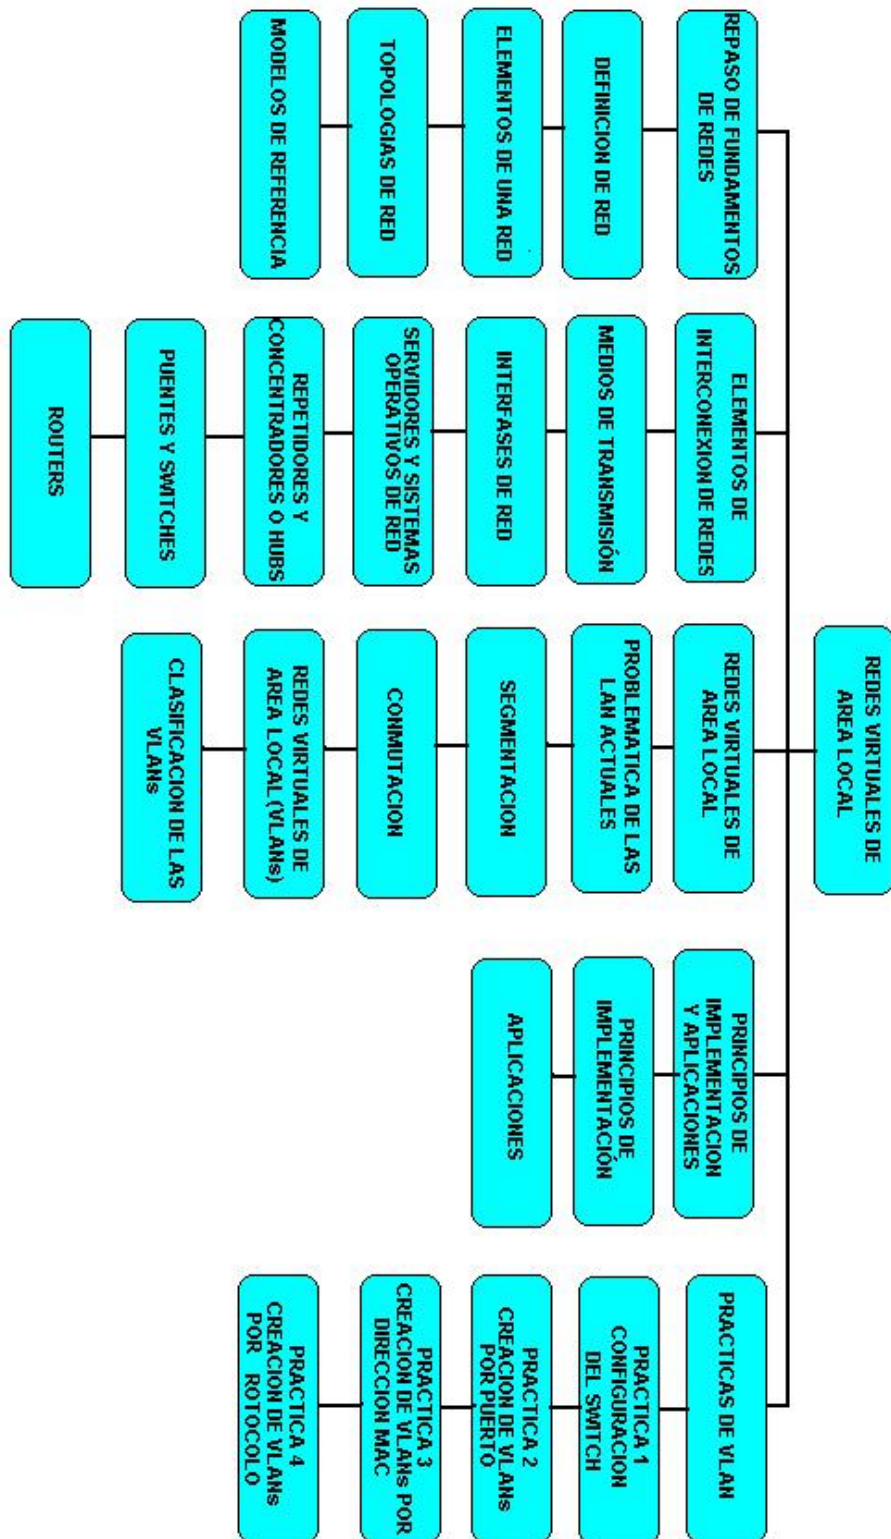 REDES VIRTUALES DE
AREA LOCAL
REPASO DE FUNDAMENTOS
DE REDES
DEFINICION DE RED
ELEMENTOS DE UNA RED
TOPOLOGIAS DE RED
MODELOS DE REFERENCIA
ELEMENTOS DE
INTERCONEXION DE REDES
MEDIOS DE TRANSMISIÓN
INTERFASES DE RED
SERVIDORES Y SISTEMAS
OPERATIVOS DE RED
REPETIDORES Y
CONCENTRADORES O HUBS
PUENTES Y SWITCHES
ROUTERS
REDES VIRTUALES DE
AREA LOCAL
PROBLEMATICA DE LAS
LAN ACTUALES
SEGMENTACION
CONMUTACION
REDES VIRTUALES DE
AREA LOCAL (VLANs)
CLASIFICACION DE LAS
VLANs
PRINCIPIOS DE
IMPLEMENTACION
Y APLICACIONES
PRINCIPIOS DE
IMPLEMENTACIÓN
APLICACIONES
PRACTICAS DE VLAN
PRACTICA 1
CONFIGURACION
DEL SWITCH
PRACTICA 2
CREACION DE VLANs
POR PUERTO
PRACTICA 3
CREACION DE VLANs POR
DIRECCION MAC
PRACTICA 4
CREACION DE VLANs
POR ROTOCOLO